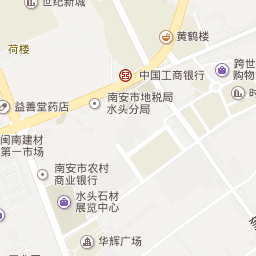 世纪新城
黄鹤楼
荷楼
跨世
购物
中国工商银行
益善堂药店
南安市地税局
水头分局
时
闽南建材
第一市场
南安市农村
商业银行
水头石材
展览中心
华辉广场